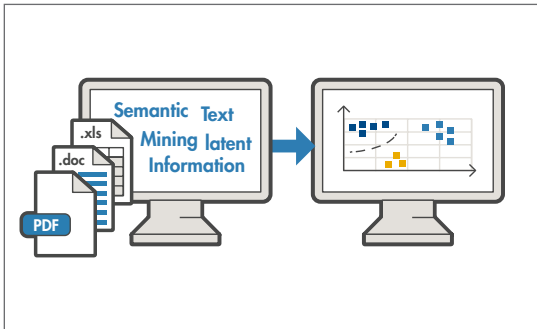 Semantic Text
Mining latent
Information
.xls
.doc
PDF